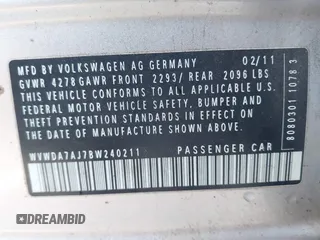 MFD BY VOLKSWAGEN AG GERMANY 02/11
GVWR 4278 GAWR FRONT 2293/ REAR 2096 LBS
THIS VEHICLE CONFORMS TO ALL APPLICABLE U.S.
FEDERAL MOTOR VEHICLE SAFETY, BUMPER AND
THEFT PREVENTION STANDARDS IN EFFECT ON THE
DATE OF MANUFACTURE SHOWN ABOVE
WVWDA7AJ7BW240211 PASSENGER CAR
8080301 1078 3
DCARSTAT.COM